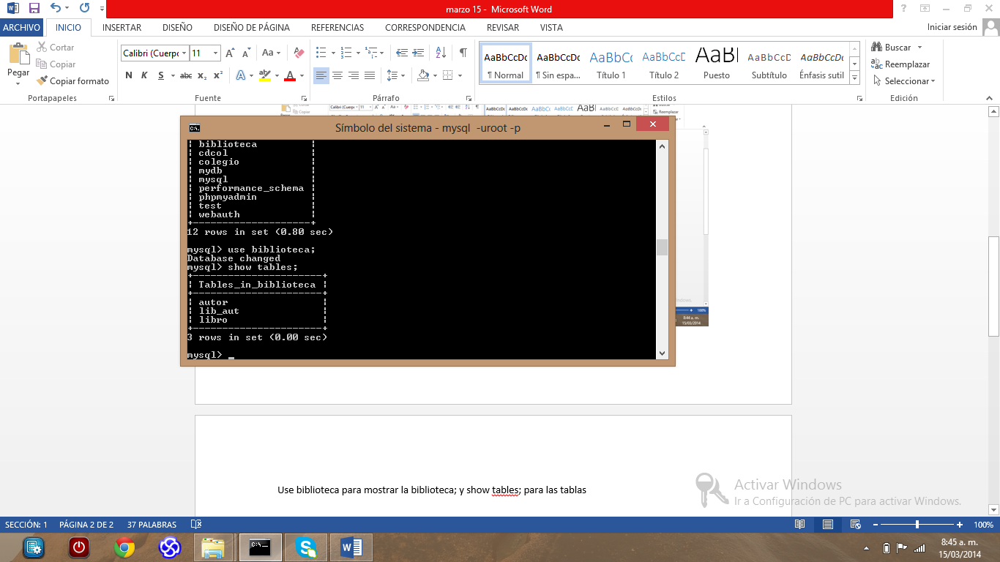 marzo 15 - Microsoft Word
ARCHIVO INICIO INSERTAR DISEÑO DISEÑO DE PÁGINA REFERENCIAS CORRESPONDENCIA REVISAR VISTA Iniciar sesión
Pegar
Cortar
Copiar
Copiar formato
Portapapeles
Calibri (Cuerpo 11
N K S abc x₂ x²
Fuente
Párrafo
AaBbCcDc AaBbCcDc AaBbCc AaBbCcD AaBl AaBbCcD AaBbCcDc
¶ Normal ¶ Sin espa... Título 1 Título 2 Puesto Subtítulo Énfasis sutil
Estilos
Buscar
Reemplazar
Seleccionar
Edición
Símbolo del sistema - mysql -uroot -p
| biblioteca |
| cdcol |
| colegio |
| mydb |
| mysql |
| performance_schema |
| phpmyadmin |
| test |
| webauth |
+--------------------+
12 rows in set (0.80 sec)
mysql> use biblioteca;
Database changed
mysql> show tables;
+----------------------+
| Tables_in_biblioteca |
+----------------------+
| autor |
| lib_aut |
| libro |
+----------------------+
3 rows in set (0.00 sec)
mysql> _
100%
8:44 a. m.
15/03/2014
Use biblioteca para mostrar la biblioteca; y show tables; para las tablas
Activar Windows
Ir a Configuración de PC para activar Windows.
SECCIÓN: 1 PÁGINA 2 DE 2 37 PALABRAS 100%
8:45 a. m.
15/03/2014